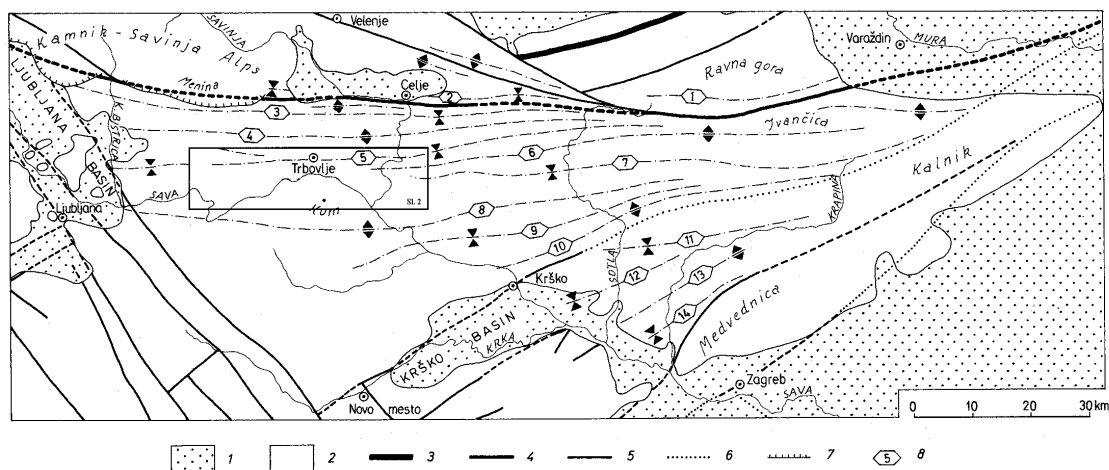 Velenje
SAVINJA
Kamnik - Savinja
Alps
Varaždin
MURA
Ravna gora
LJUBLJANA
BASIN
Menina
Celje
1
2
3
K. BISTRICA
Ivančica
4
5
6
7
Trbovlje
Kalnik
SAVA
Ljubljana
Kum
Sl. 2
KRAPINA
8
9
10
11
SOTLA
12
13
14
Krško
KRŠKO BASIN
KRKA
Medvednica
Zagreb
SAVA
Novo mesto
0 10 20 30 km
1 2 3 4 5 6 7 5 8